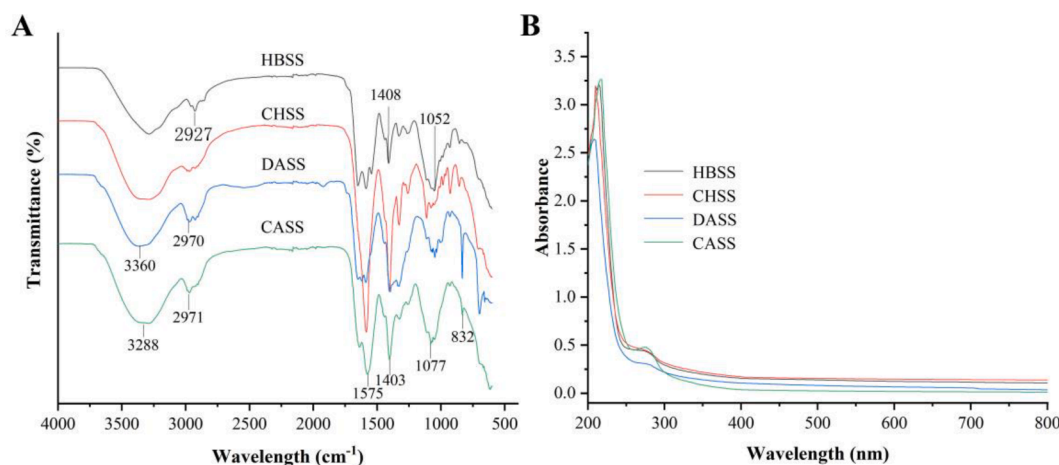 A
HBSS
1408
1052
2927
CHSS
DASS
2970
3360
CASS
2971
3288
1575
1403
1077
832
Transmittance (%)
4000
3500
3000
2500
2000
1500
1000
500
Wavelength (cm-1)
B
3.5
3.0
2.5
2.0
1.5
1.0
0.5
0.0
Absorbance
HBSS
CHSS
DASS
CASS
200
300
400
500
600
700
800
Wavelength (nm)